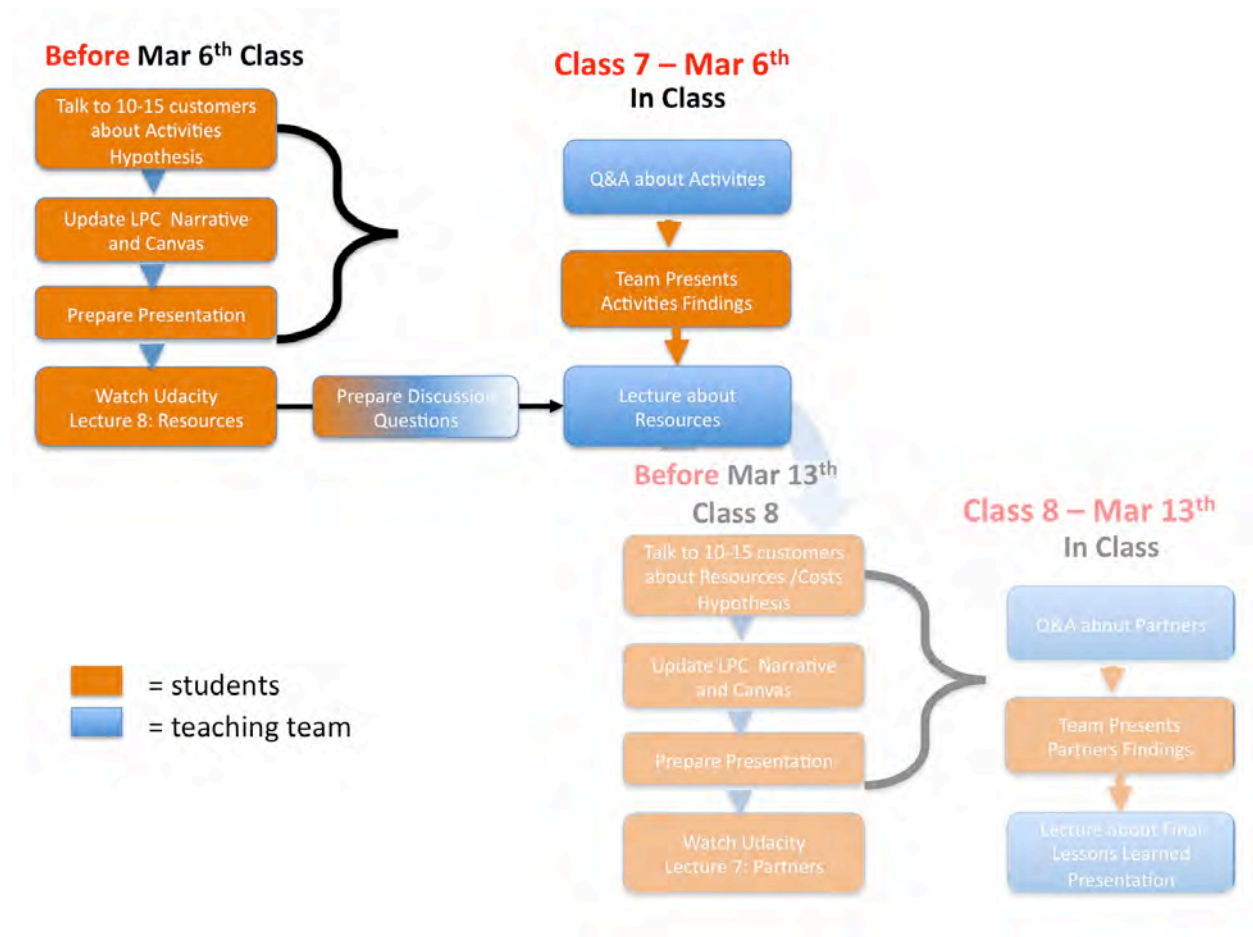 Before Mar 6th Class
Talk to 10-15 customers
about Activities
Hypothesis
Update LPC  Narrative
and Canvas
Prepare Presentation
Watch Udacity
Lecture 8: Resources
Prepare Discussion
Questions
Class 7 – Mar 6th
In Class
Q&A about Activities
Team Presents
Activities Findings
Lecture about
Resources
Before Mar 13th
Class 8
Talk to 10-15 customers
about Resources /Costs
Hypothesis
Update LPC  Narrative
and Canvas
Prepare Presentation
Watch Udacity
Lecture 7: Partners
Class 8 – Mar 13th
In Class
Q&A about Partners
Team Presents
Partners Findings
Lecture about Final
Lessons Learned
Presentation
= students
= teaching team